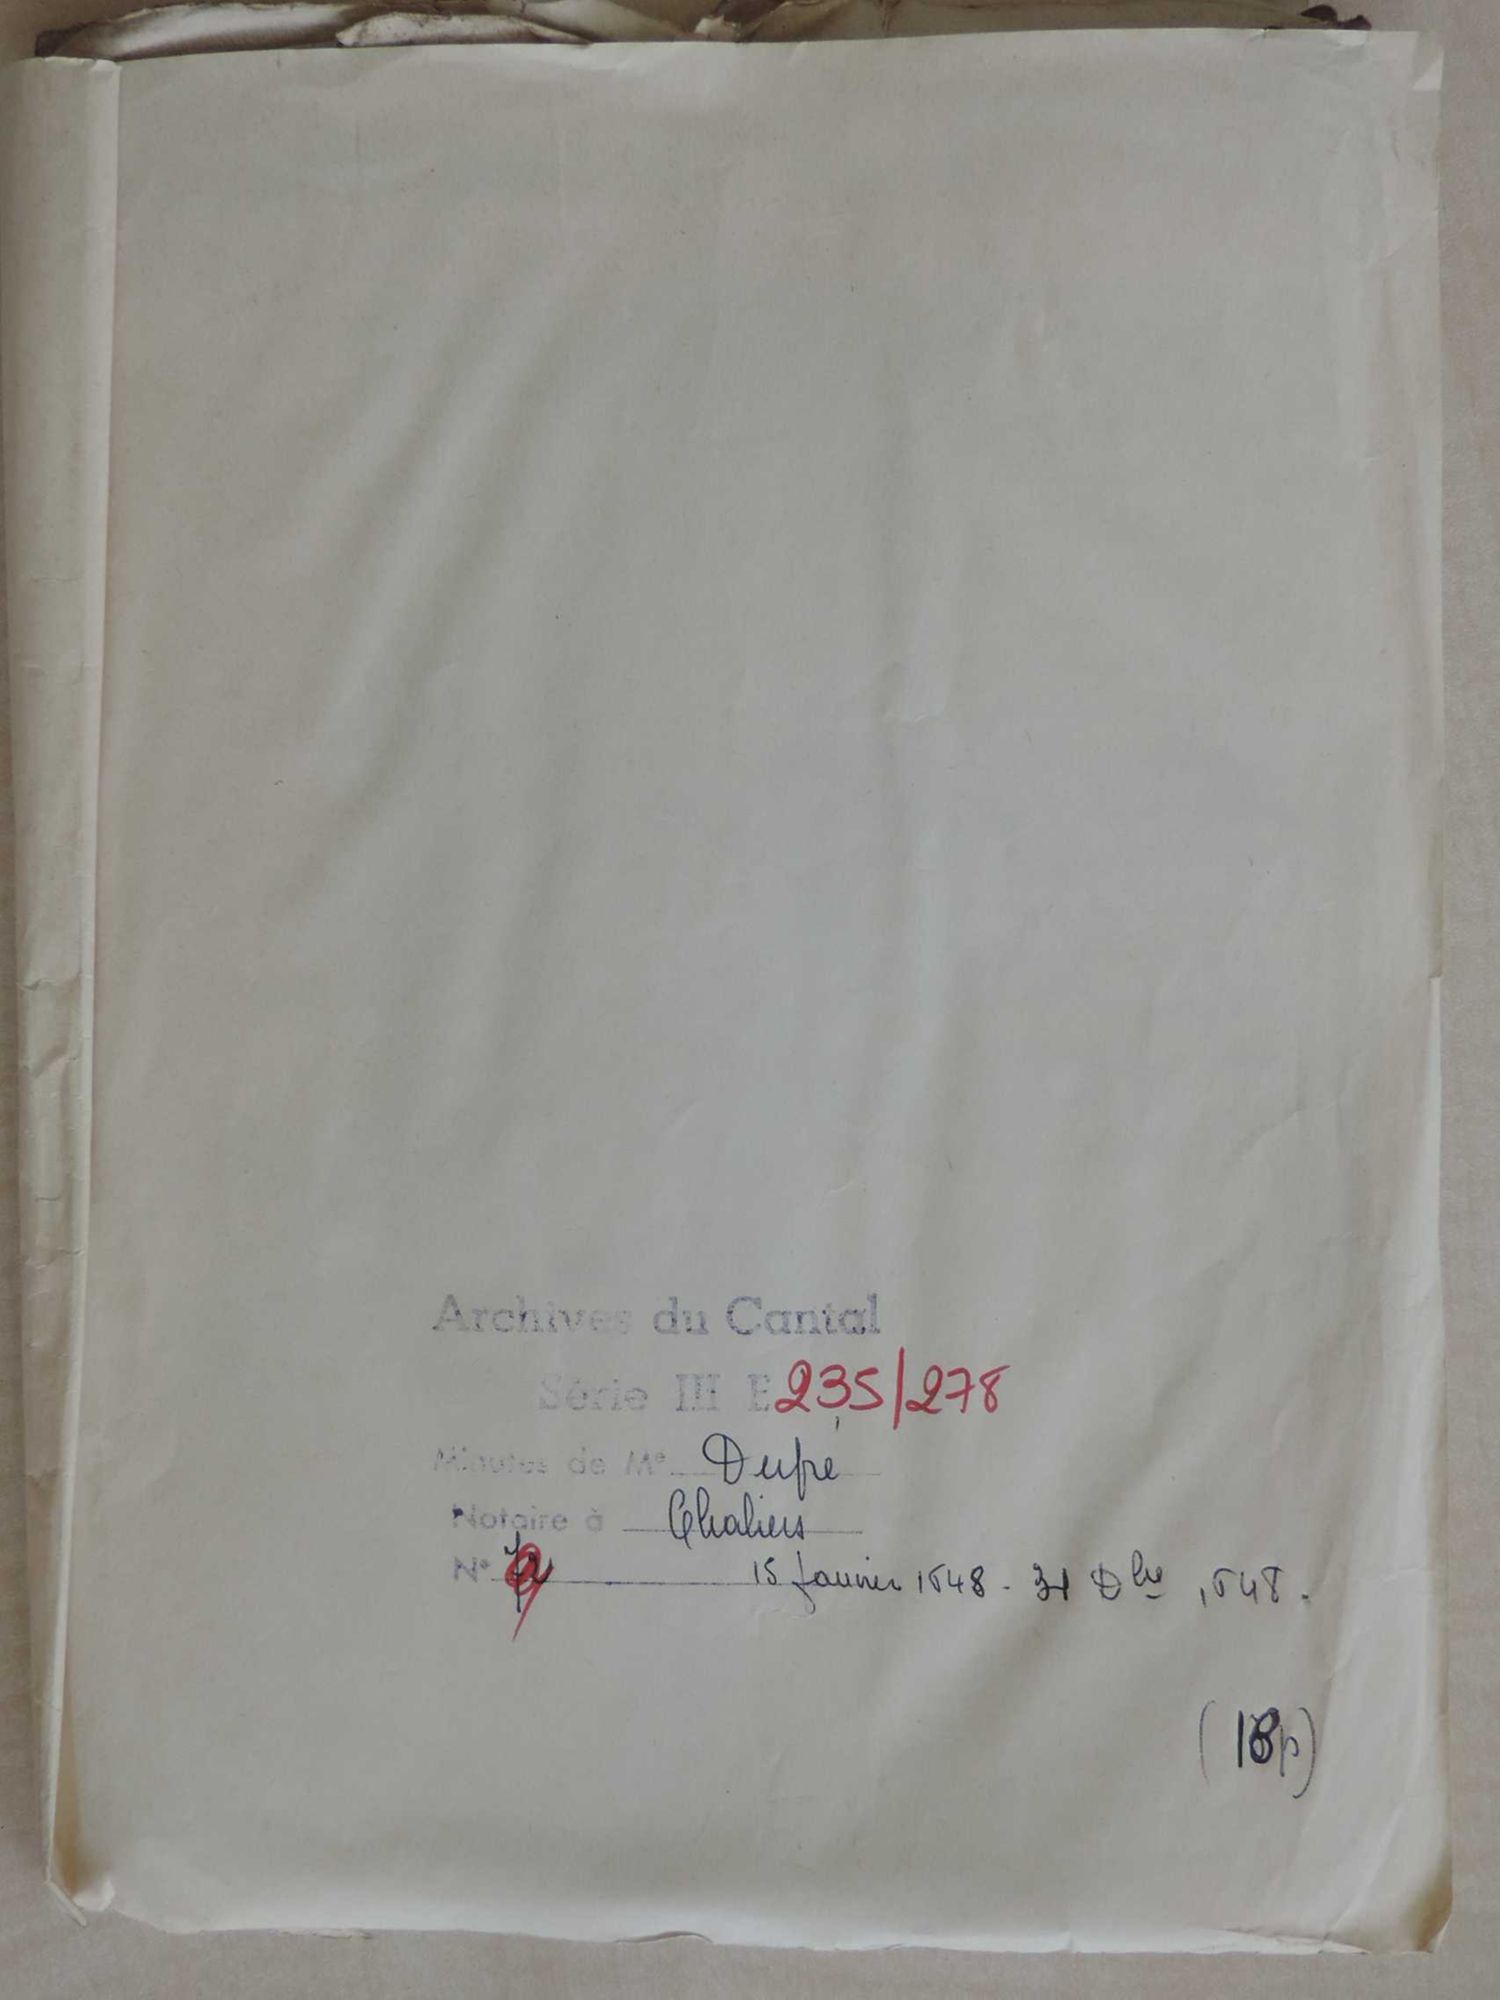 Archives du Cantal
Série III E 235/278
Minutes de Me Dupré
Notaire à Chaliers
N°
15 Janvier 1648 - 31 Dbre 1648.
(18p)